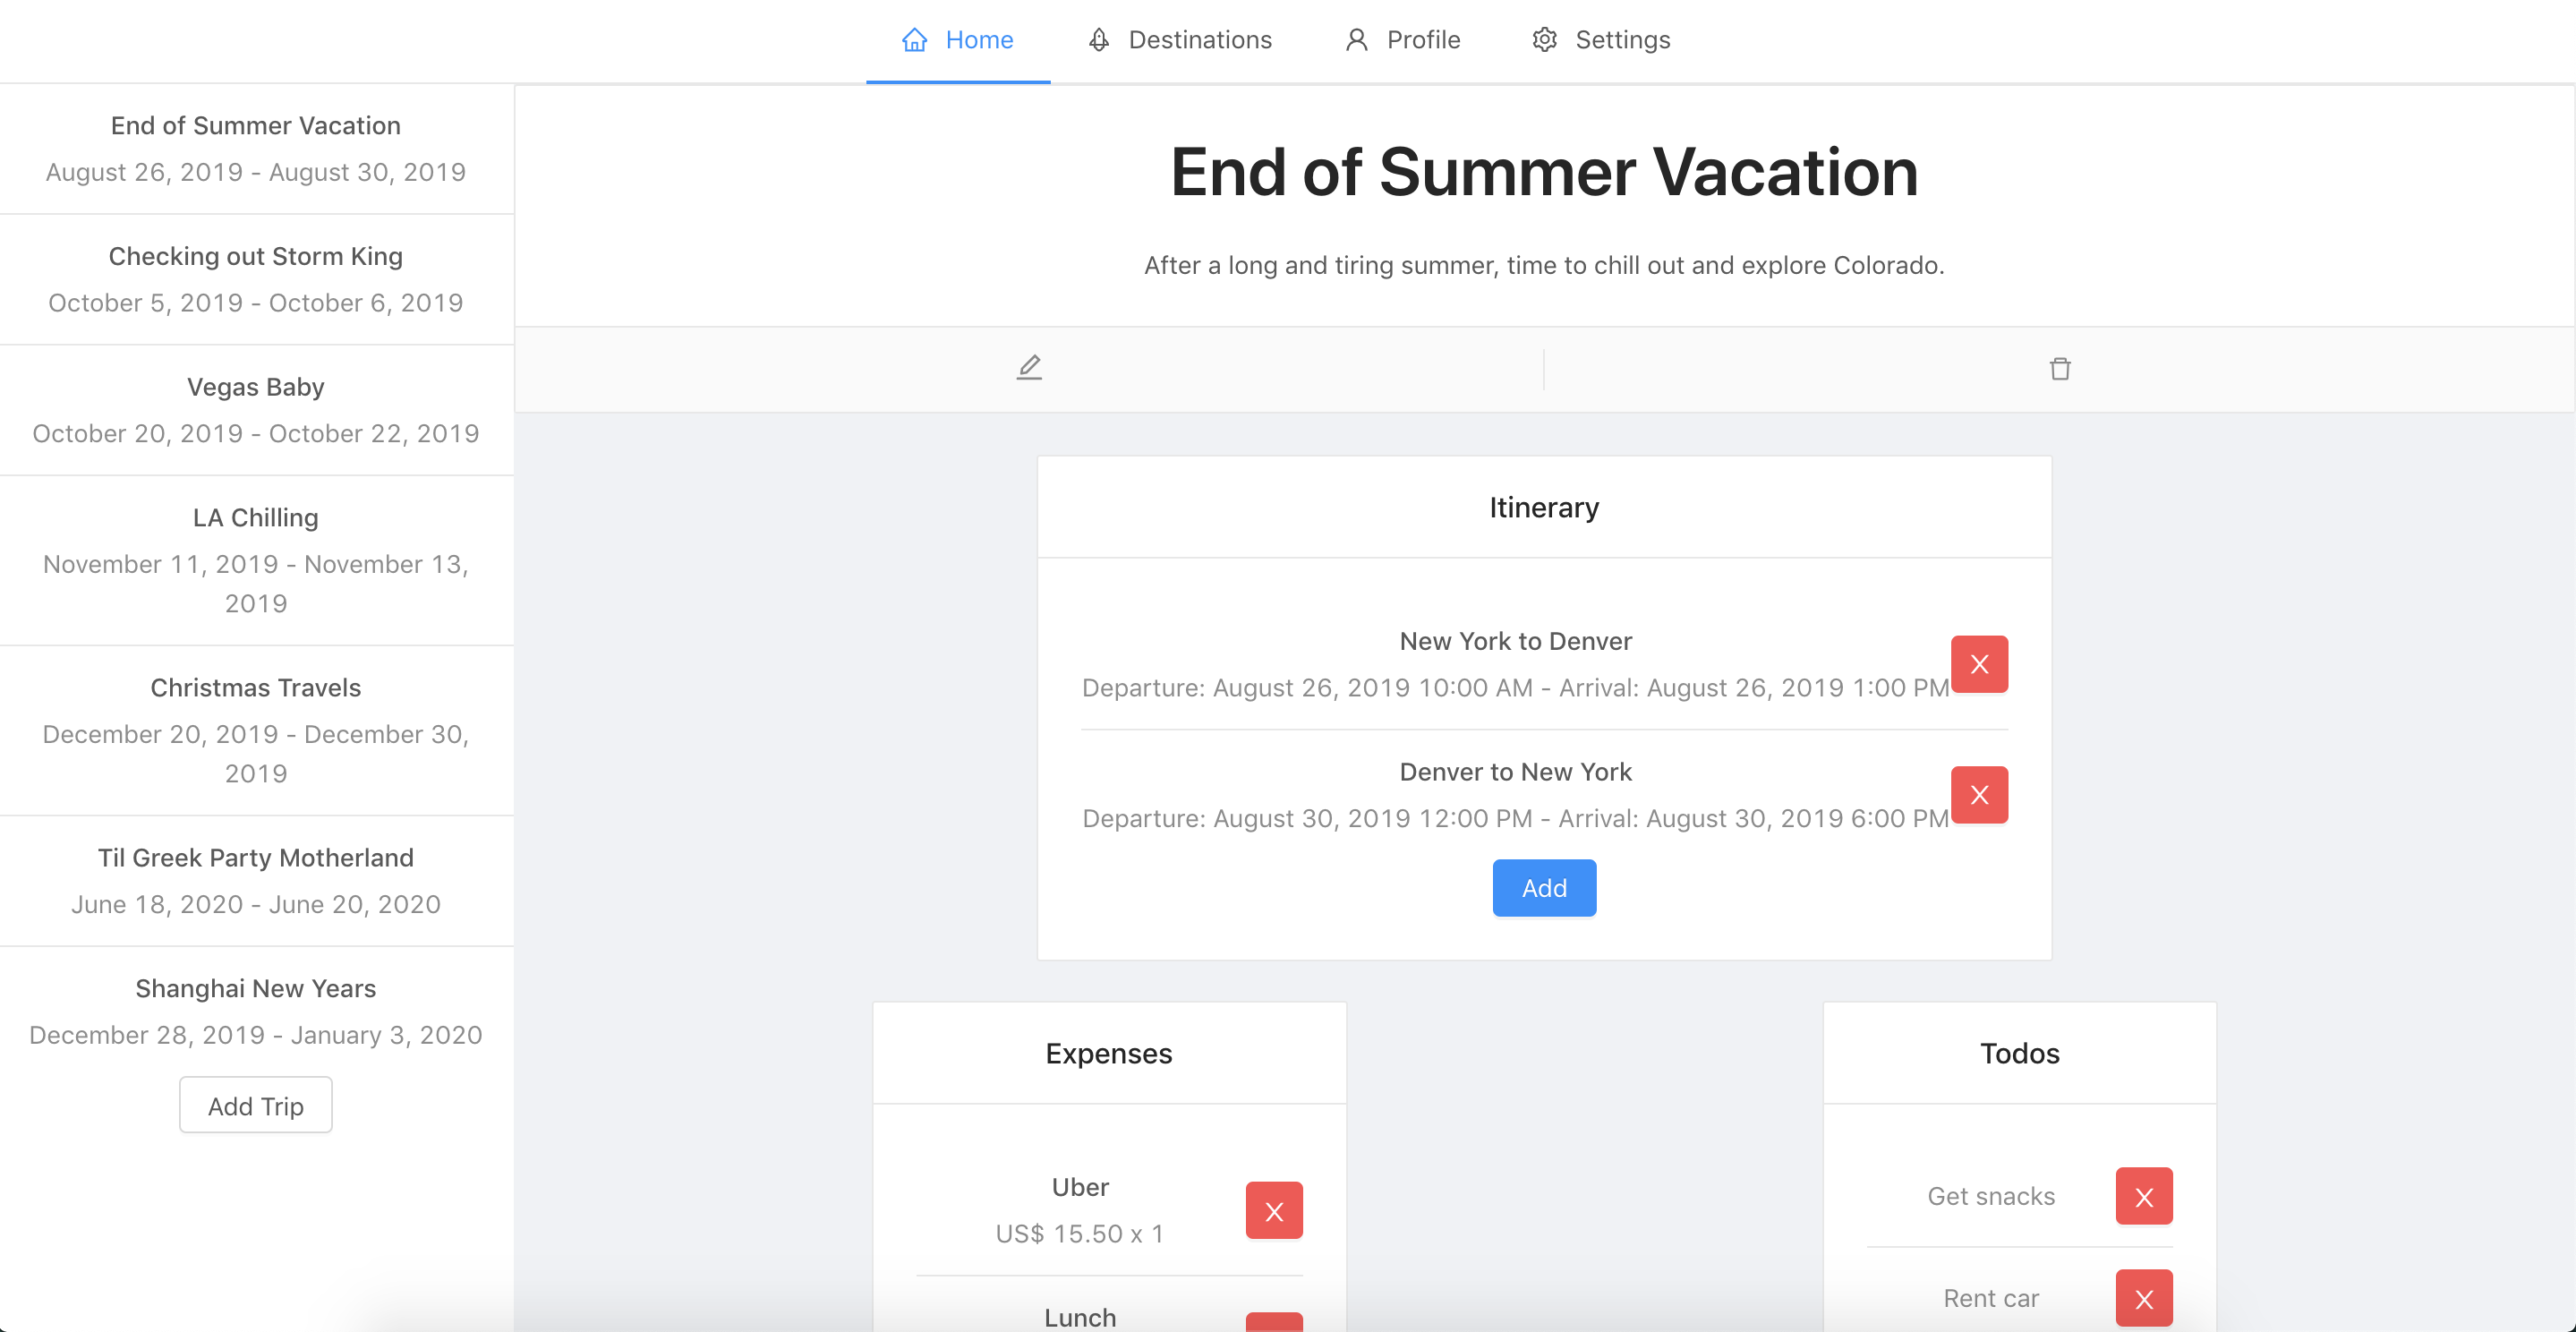 Home
Destinations
Profile
Settings
End of Summer Vacation
August 26, 2019 - August 30, 2019
Checking out Storm King
October 5, 2019 - October 6, 2019
Vegas Baby
October 20, 2019 - October 22, 2019
LA Chilling
November 11, 2019 - November 13,
2019
Christmas Travels
December 20, 2019 - December 30,
2019
Til Greek Party Motherland
June 18, 2020 - June 20, 2020
Shanghai New Years
December 28, 2019 - January 3, 2020
Add Trip
End of Summer Vacation
After a long and tiring summer, time to chill out and explore Colorado.
Itinerary
New York to Denver
Departure: August 26, 2019 10:00 AM - Arrival: August 26, 2019 1:00 PM
Denver to New York
Departure: August 30, 2019 12:00 PM - Arrival: August 30, 2019 6:00 PM
Add
Expenses
Uber
US$ 15.50 x 1
Lunch
Todos
Get snacks
Rent car